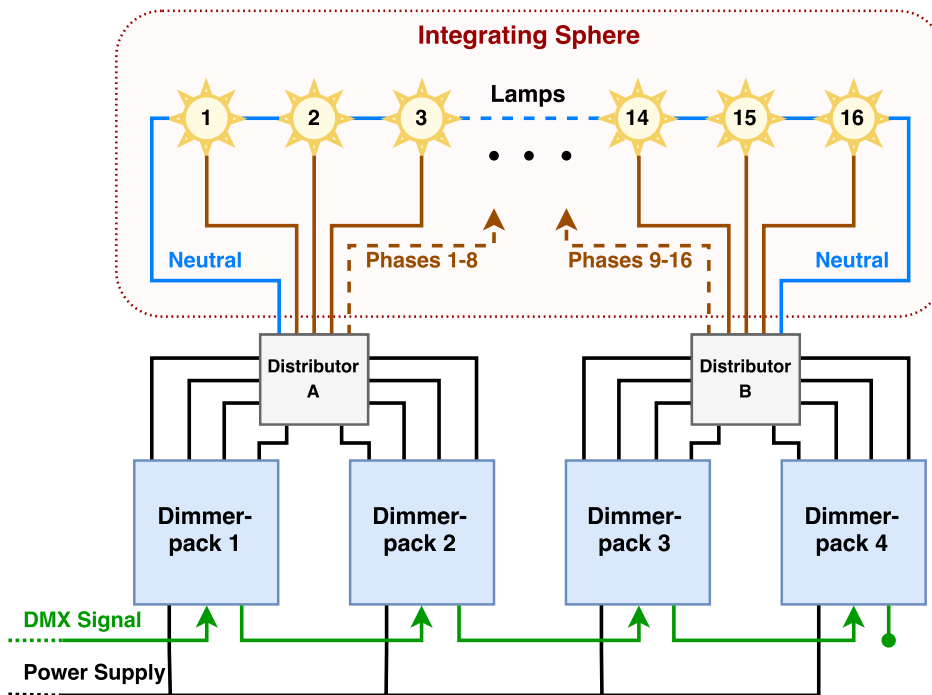 Integrating Sphere
Lamps
1 2 3 14 15 16
Neutral Phases 1-8 Phases 9-16 Neutral
Distributor
A
Distributor
B
Dimmer-
pack 1
Dimmer-
pack 2
Dimmer-
pack 3
Dimmer-
pack 4
DMX Signal
Power Supply